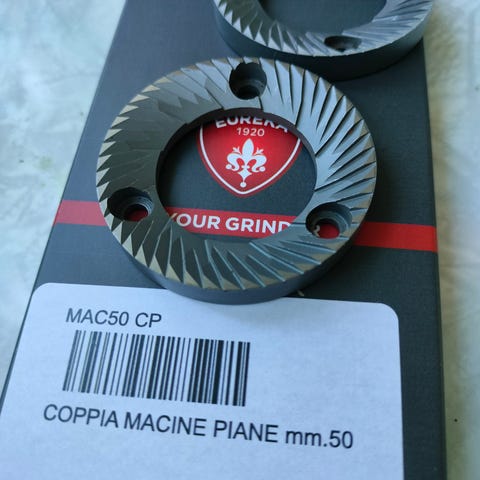 EUREKA
1920
YOUR GRIND
MAC50 CP
COPPIA MACINE PIANE mm.50